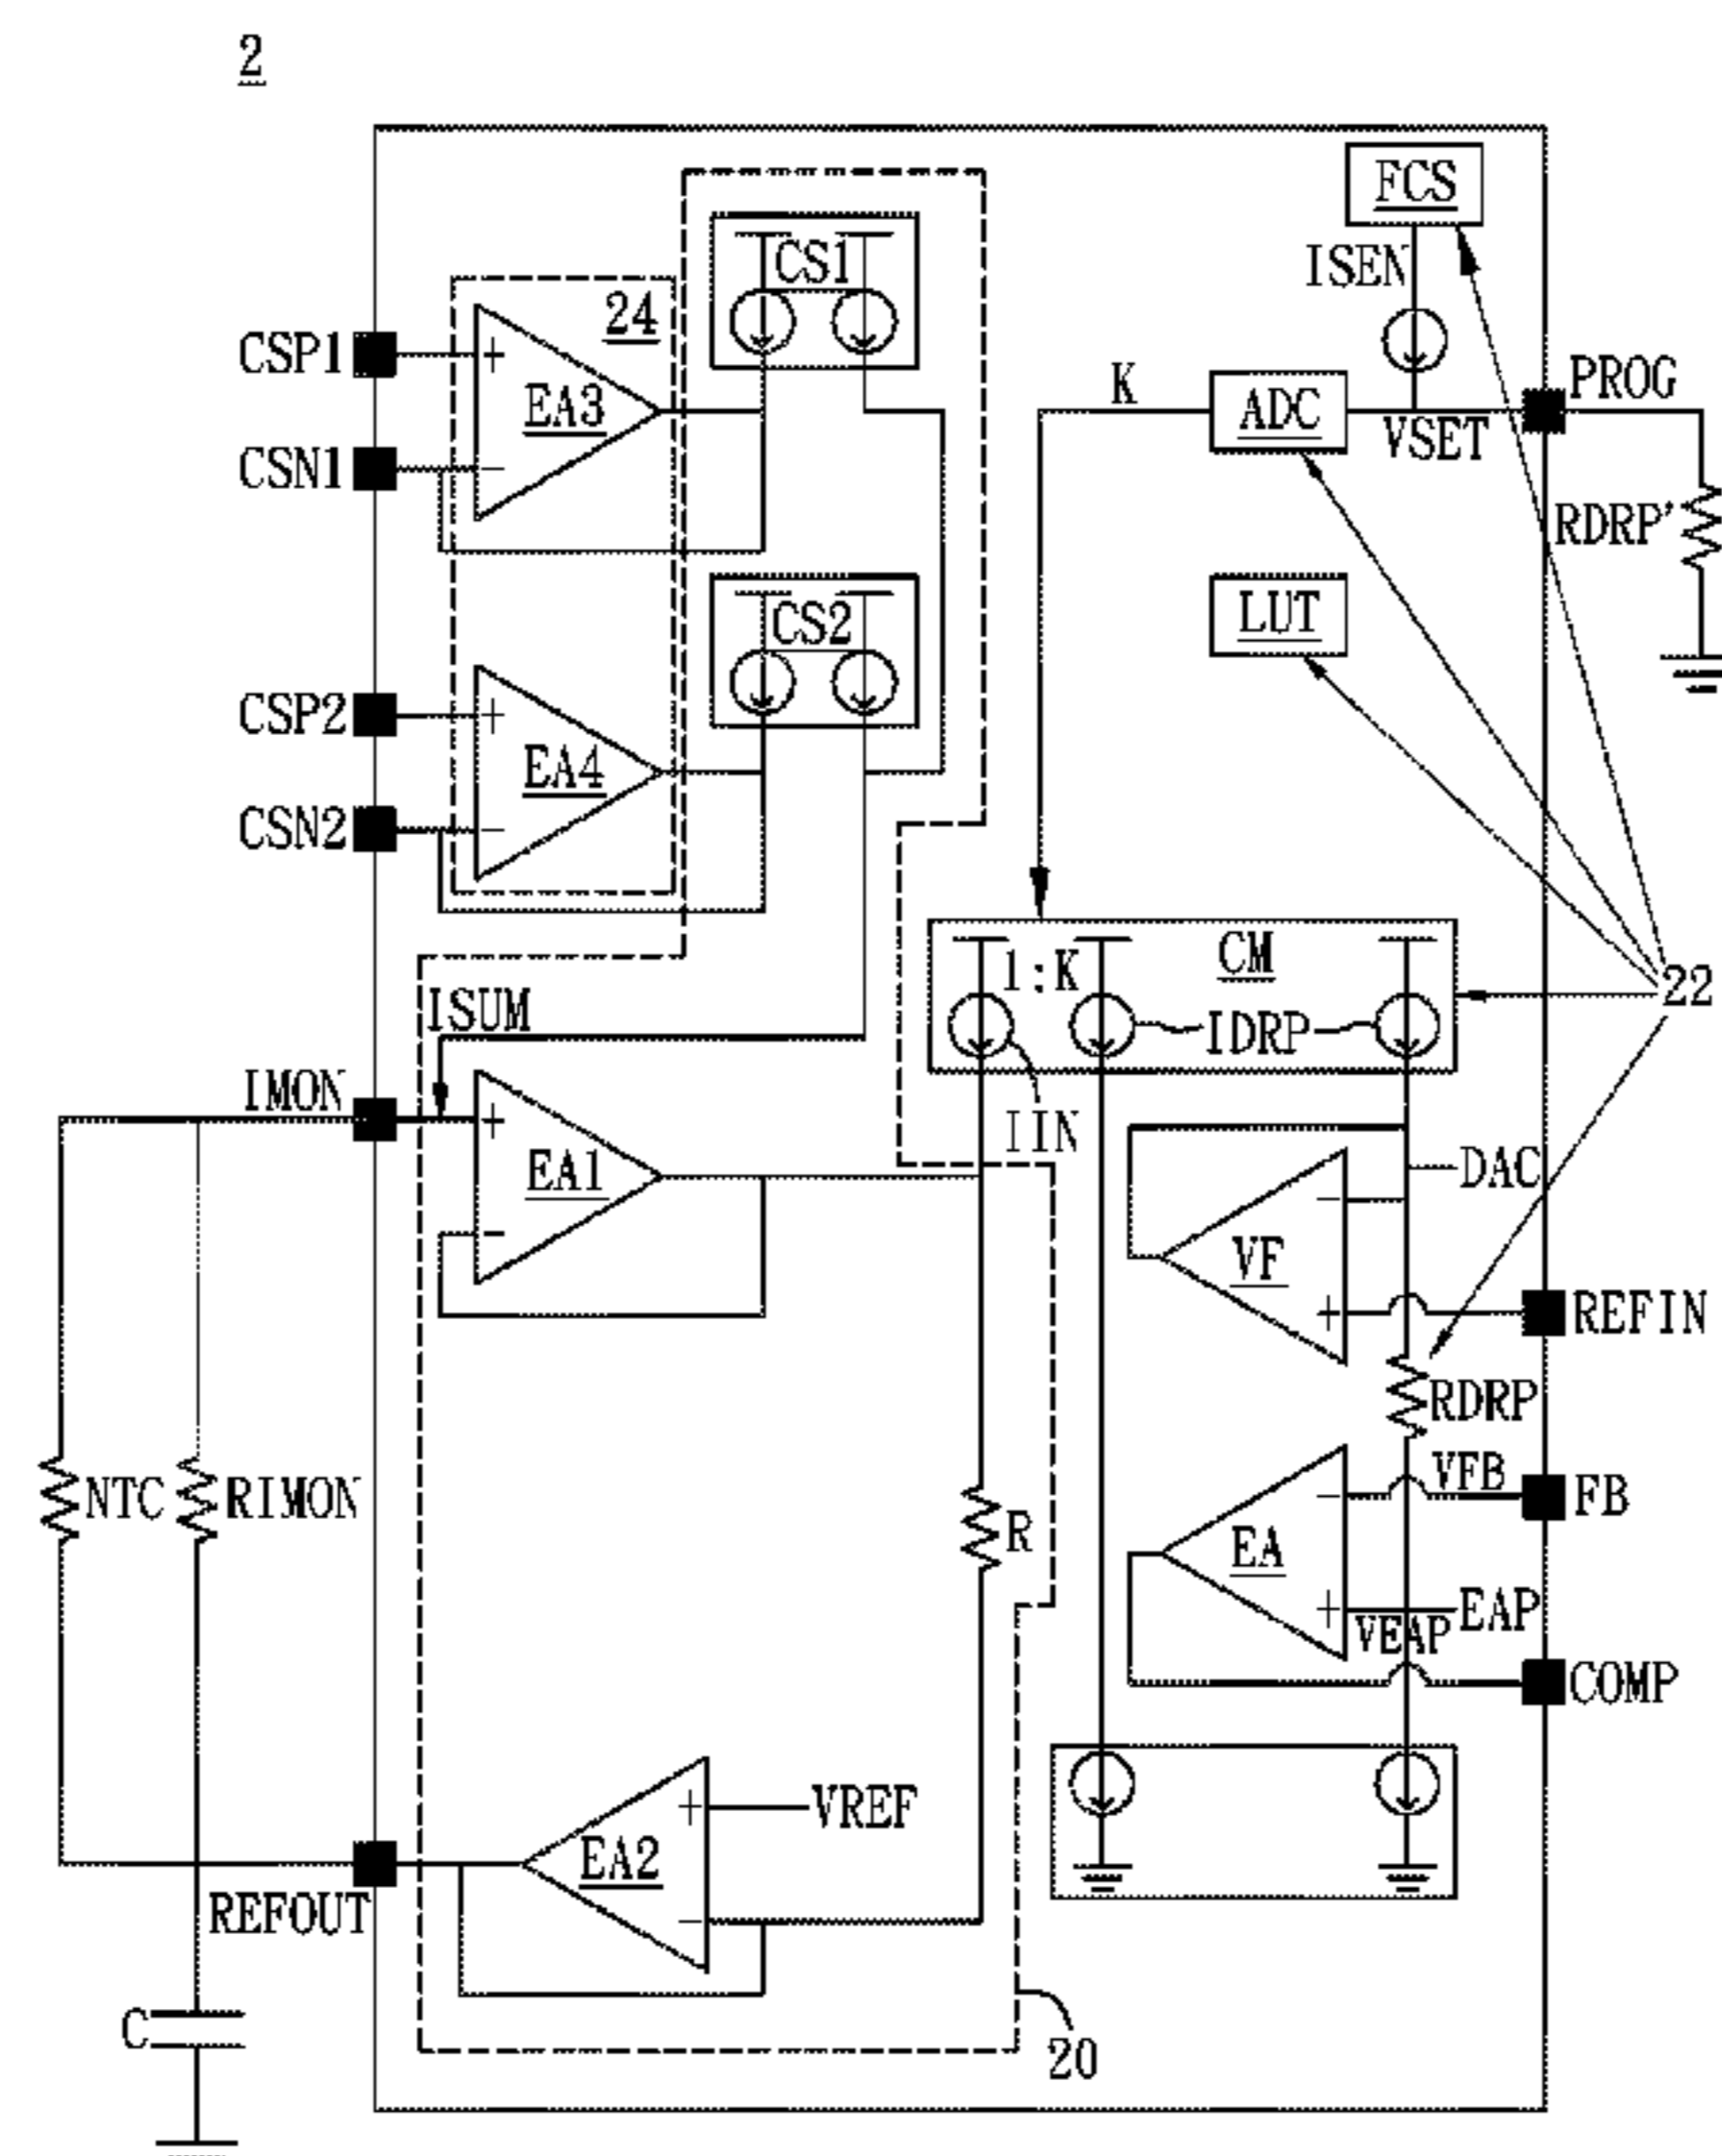 2
FCS
CS1
ISEN
24
CSP1
PROG
K
EA3
ADC
VSET
CSN1
RDRP'
CS2
LUT
CSP2
EA4
CSN2
1:K
CM
22
ISUM
IDRP
IMON
IIN
EA1
DAC
VF
REFIN
RDRP
VFB
NTC
RIMON
FB
R
EA
EAP
VEAP
COMP
VREF
EA2
REFOUT
C
20